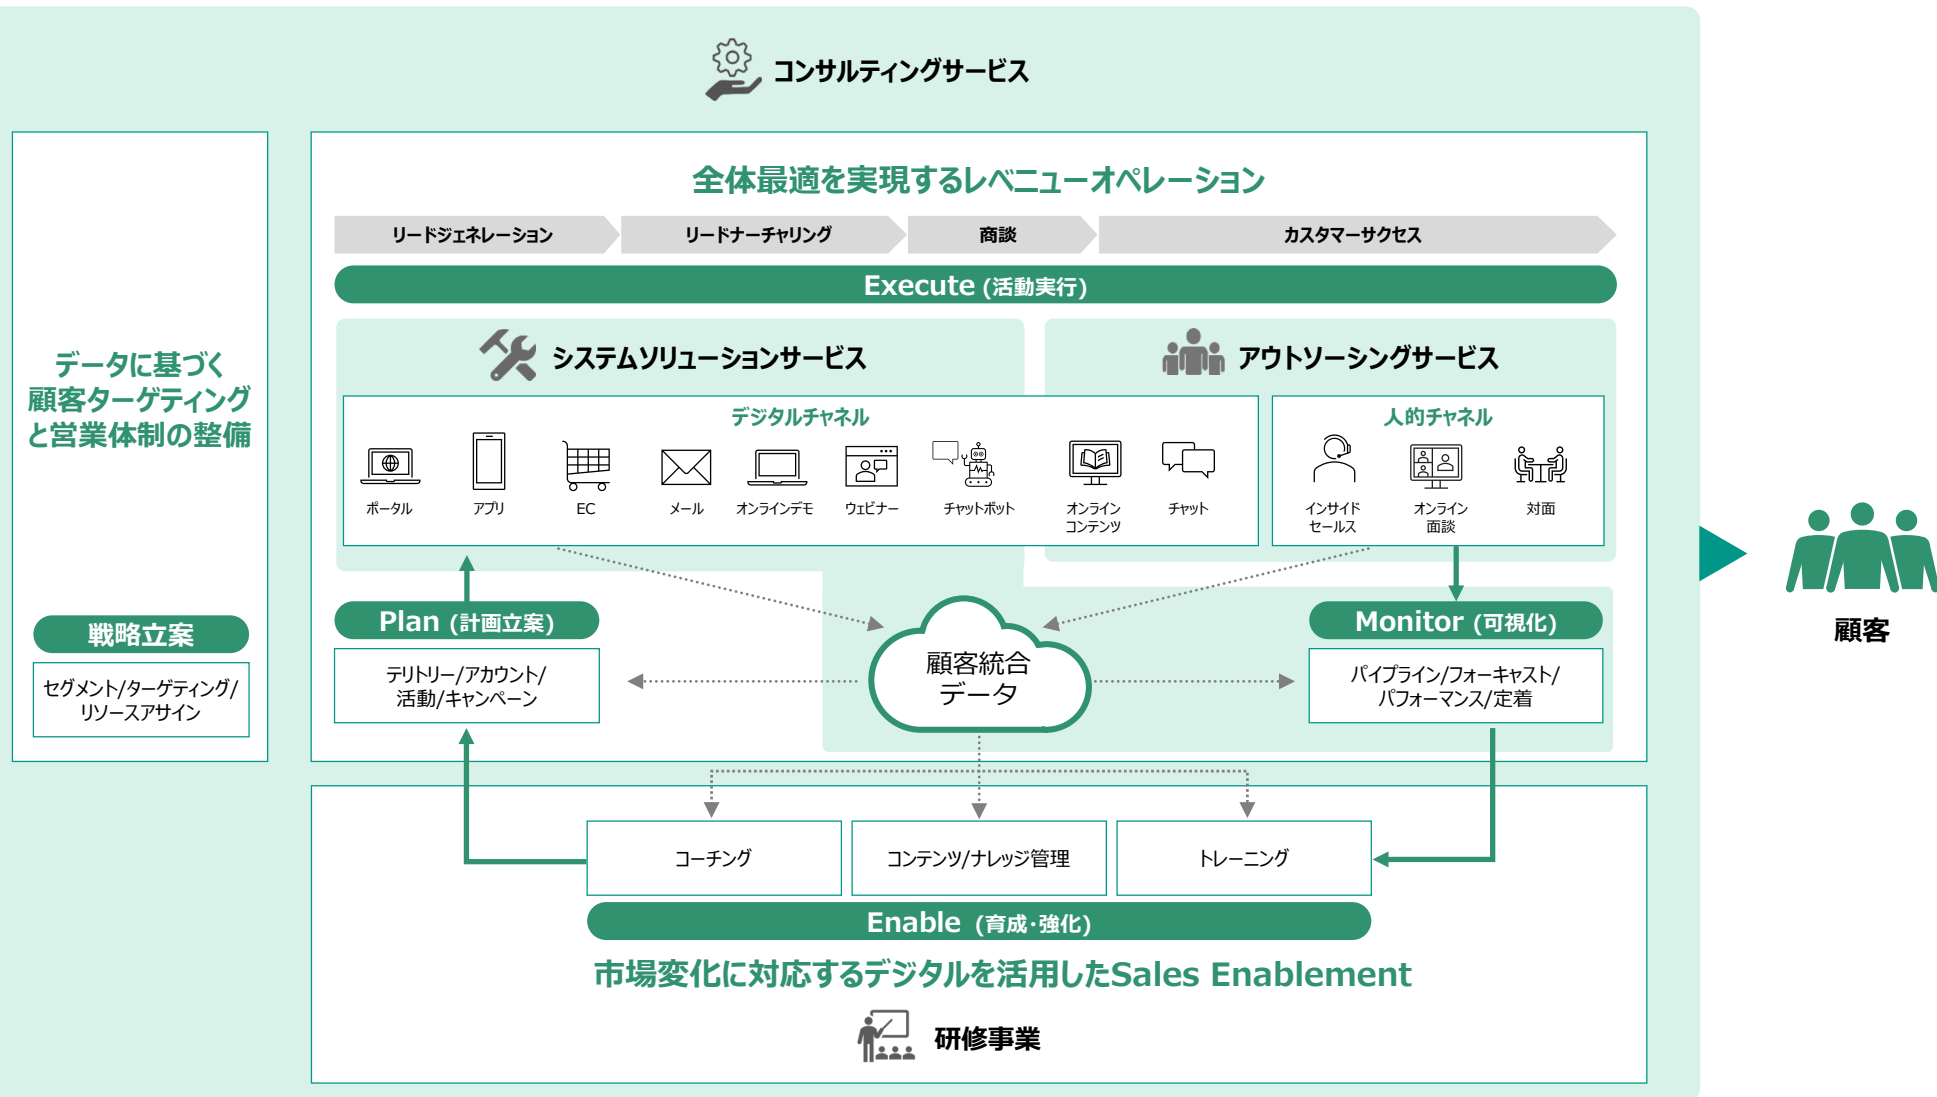 コンサルティングサービス
データに基づく
顧客ターゲティング
と営業体制の整備
戦略立案
セグメント/ターゲティング/
リソースアサイン
全体最適を実現するレベニューオペレーション
リードジェネレーション
リードナーチャリング
商談
カスタマーサクセス
Execute (活動実行)
システムソリューションサービス
アウトソーシングサービス
デジタルチャネル
ポータル
アプリ
EC
メール
オンラインデモ
ウェビナー
チャットボット
オンライン
コンテンツ
チャット
人的チャネル
インサイド
セールス
オンライン
面談
対面
Plan (計画立案)
テリトリー/アカウント/
活動/キャンペーン
顧客統合
データ
Monitor (可視化)
パイプライン/フォーキャスト/
パフォーマンス/定着
コーチング
コンテンツ/ナレッジ管理
トレーニング
Enable (育成・強化)
市場変化に対応するデジタルを活用したSales Enablement
研修事業
顧客